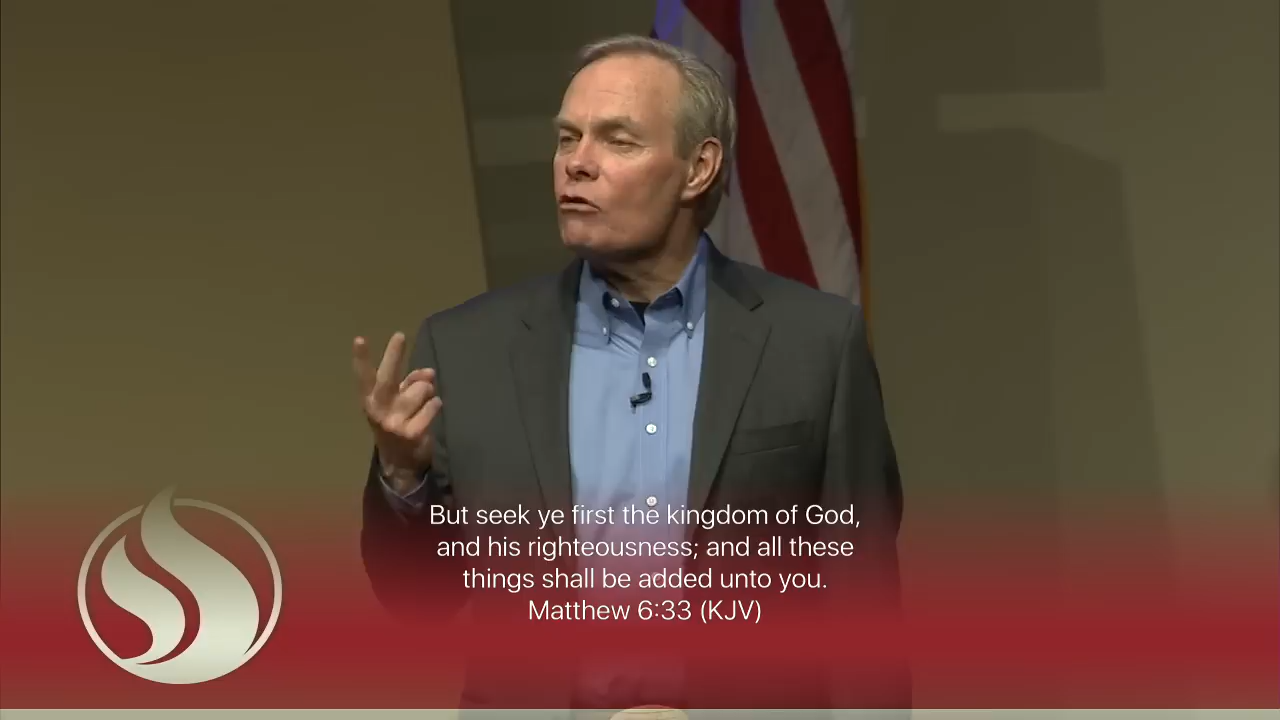 But seek ye first the kingdom of God,
and his righteousness; and all these
things shall be added unto you.
Matthew 6:33 (KJV)